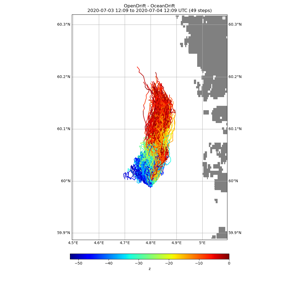 OpenDrift - OceanDrift
2020-07-03 12:09 to 2020-07-04 12:09 UTC (49 steps)
60.3°N 60.3°N
60.2°N 60.2°N
60.1°N 60.1°N
60°N 60°N
59.9°N 59.9°N
4.5°E 4.6°E 4.7°E 4.8°E 4.9°E 5°E
−50 −40 −30 −20 −10 0
z